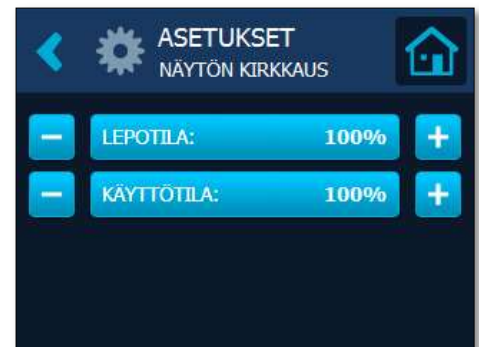 ASETUKSET
NÄYTÖN KIRKKAUS
− LEPOTILA: 100% +
− KÄYTTÖTILA: 100% +